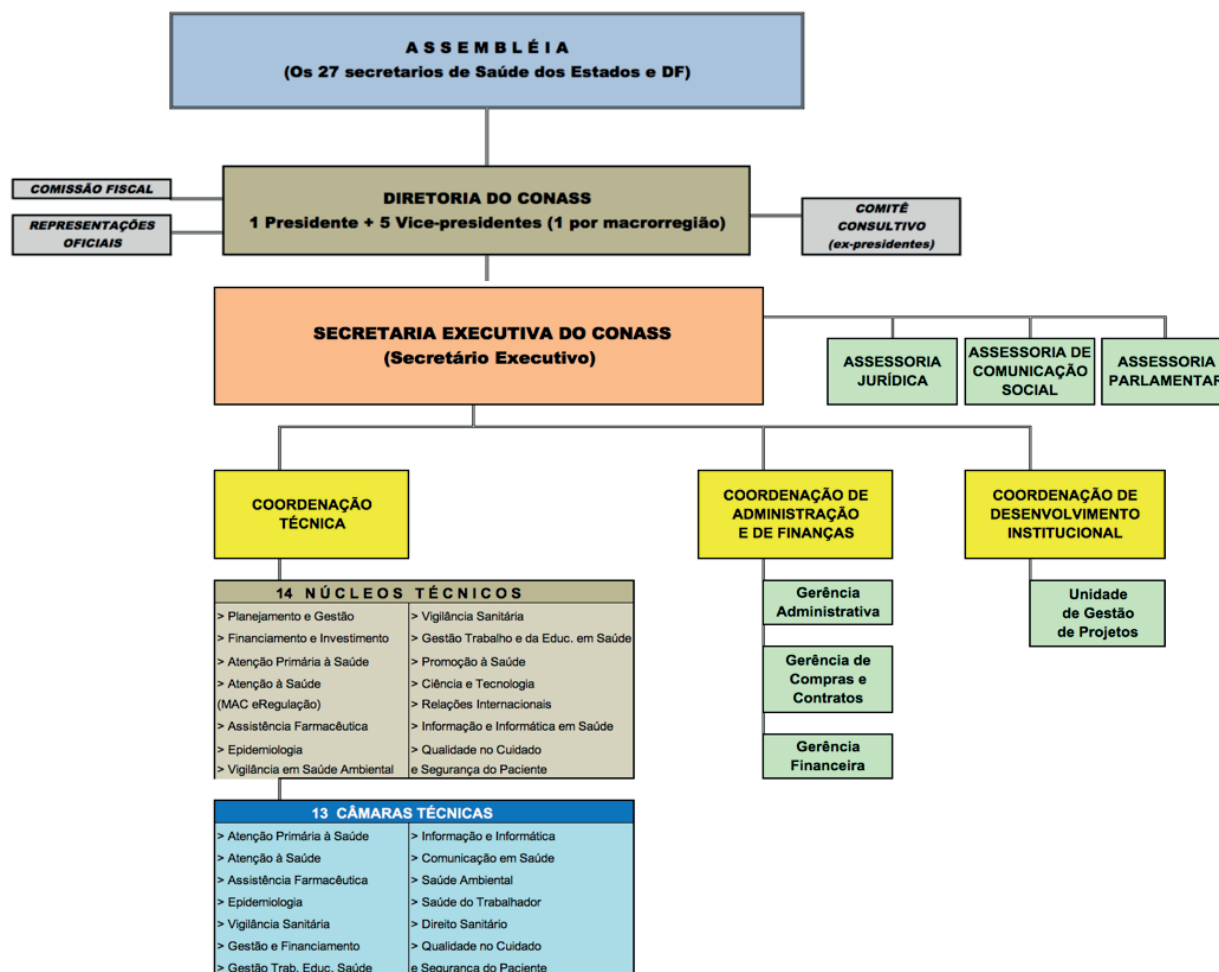 ASSEMBLÉIA
(Os 27 secretarios de Saúde dos Estados e DF)
COMISSÃO FISCAL
REPRESENTAÇÕES
OFICIAIS
DIRETORIA DO CONASS
1 Presidente + 5 Vice-presidentes (1 por macrorregião)
COMITÊ
CONSULTIVO
(ex-presidentes)
SECRETARIA EXECUTIVA DO CONASS
(Secretário Executivo)
ASSESSORIA
JURÍDICA
ASSESSORIA DE
COMUNICAÇÃO
SOCIAL
ASSESSORIA
PARLAMENTAR
COORDENAÇÃO
TÉCNICA
COORDENAÇÃO DE
ADMINISTRAÇÃO
E DE FINANÇAS
COORDENAÇÃO DE
DESENVOLVIMENTO
INSTITUCIONAL
14 NÚCLEOS TÉCNICOS
> Planejamento e Gestão
> Financiamento e Investimento
> Atenção Primária à Saúde
> Atenção à Saúde
(MAC eRegulação)
> Assistência Farmacêutica
> Epidemiologia
> Vigilância em Saúde Ambiental
> Vigilância Sanitária
> Gestão Trabalho e da Educ. em Saúde
> Promoção à Saúde
> Ciência e Tecnologia
> Relações Internacionais
> Informação e Informática em Saúde
> Qualidade no Cuidado
e Segurança do Paciente
Gerência
Administrativa
Gerência de
Compras e
Contratos
Gerência
Financeira
Unidade
de Gestão
de Projetos
13 CÂMARAS TÉCNICAS
> Atenção Primária à Saúde
> Atenção à Saúde
> Assistência Farmacêutica
> Epidemiologia
> Vigilância Sanitária
> Gestão e Financiamento
> Gestão Trab. Educ. Saúde
> Informação e Informática
> Comunicação em Saúde
> Saúde Ambiental
> Saúde do Trabalhador
> Direito Sanitário
> Qualidade no Cuidado
e Segurança do Paciente